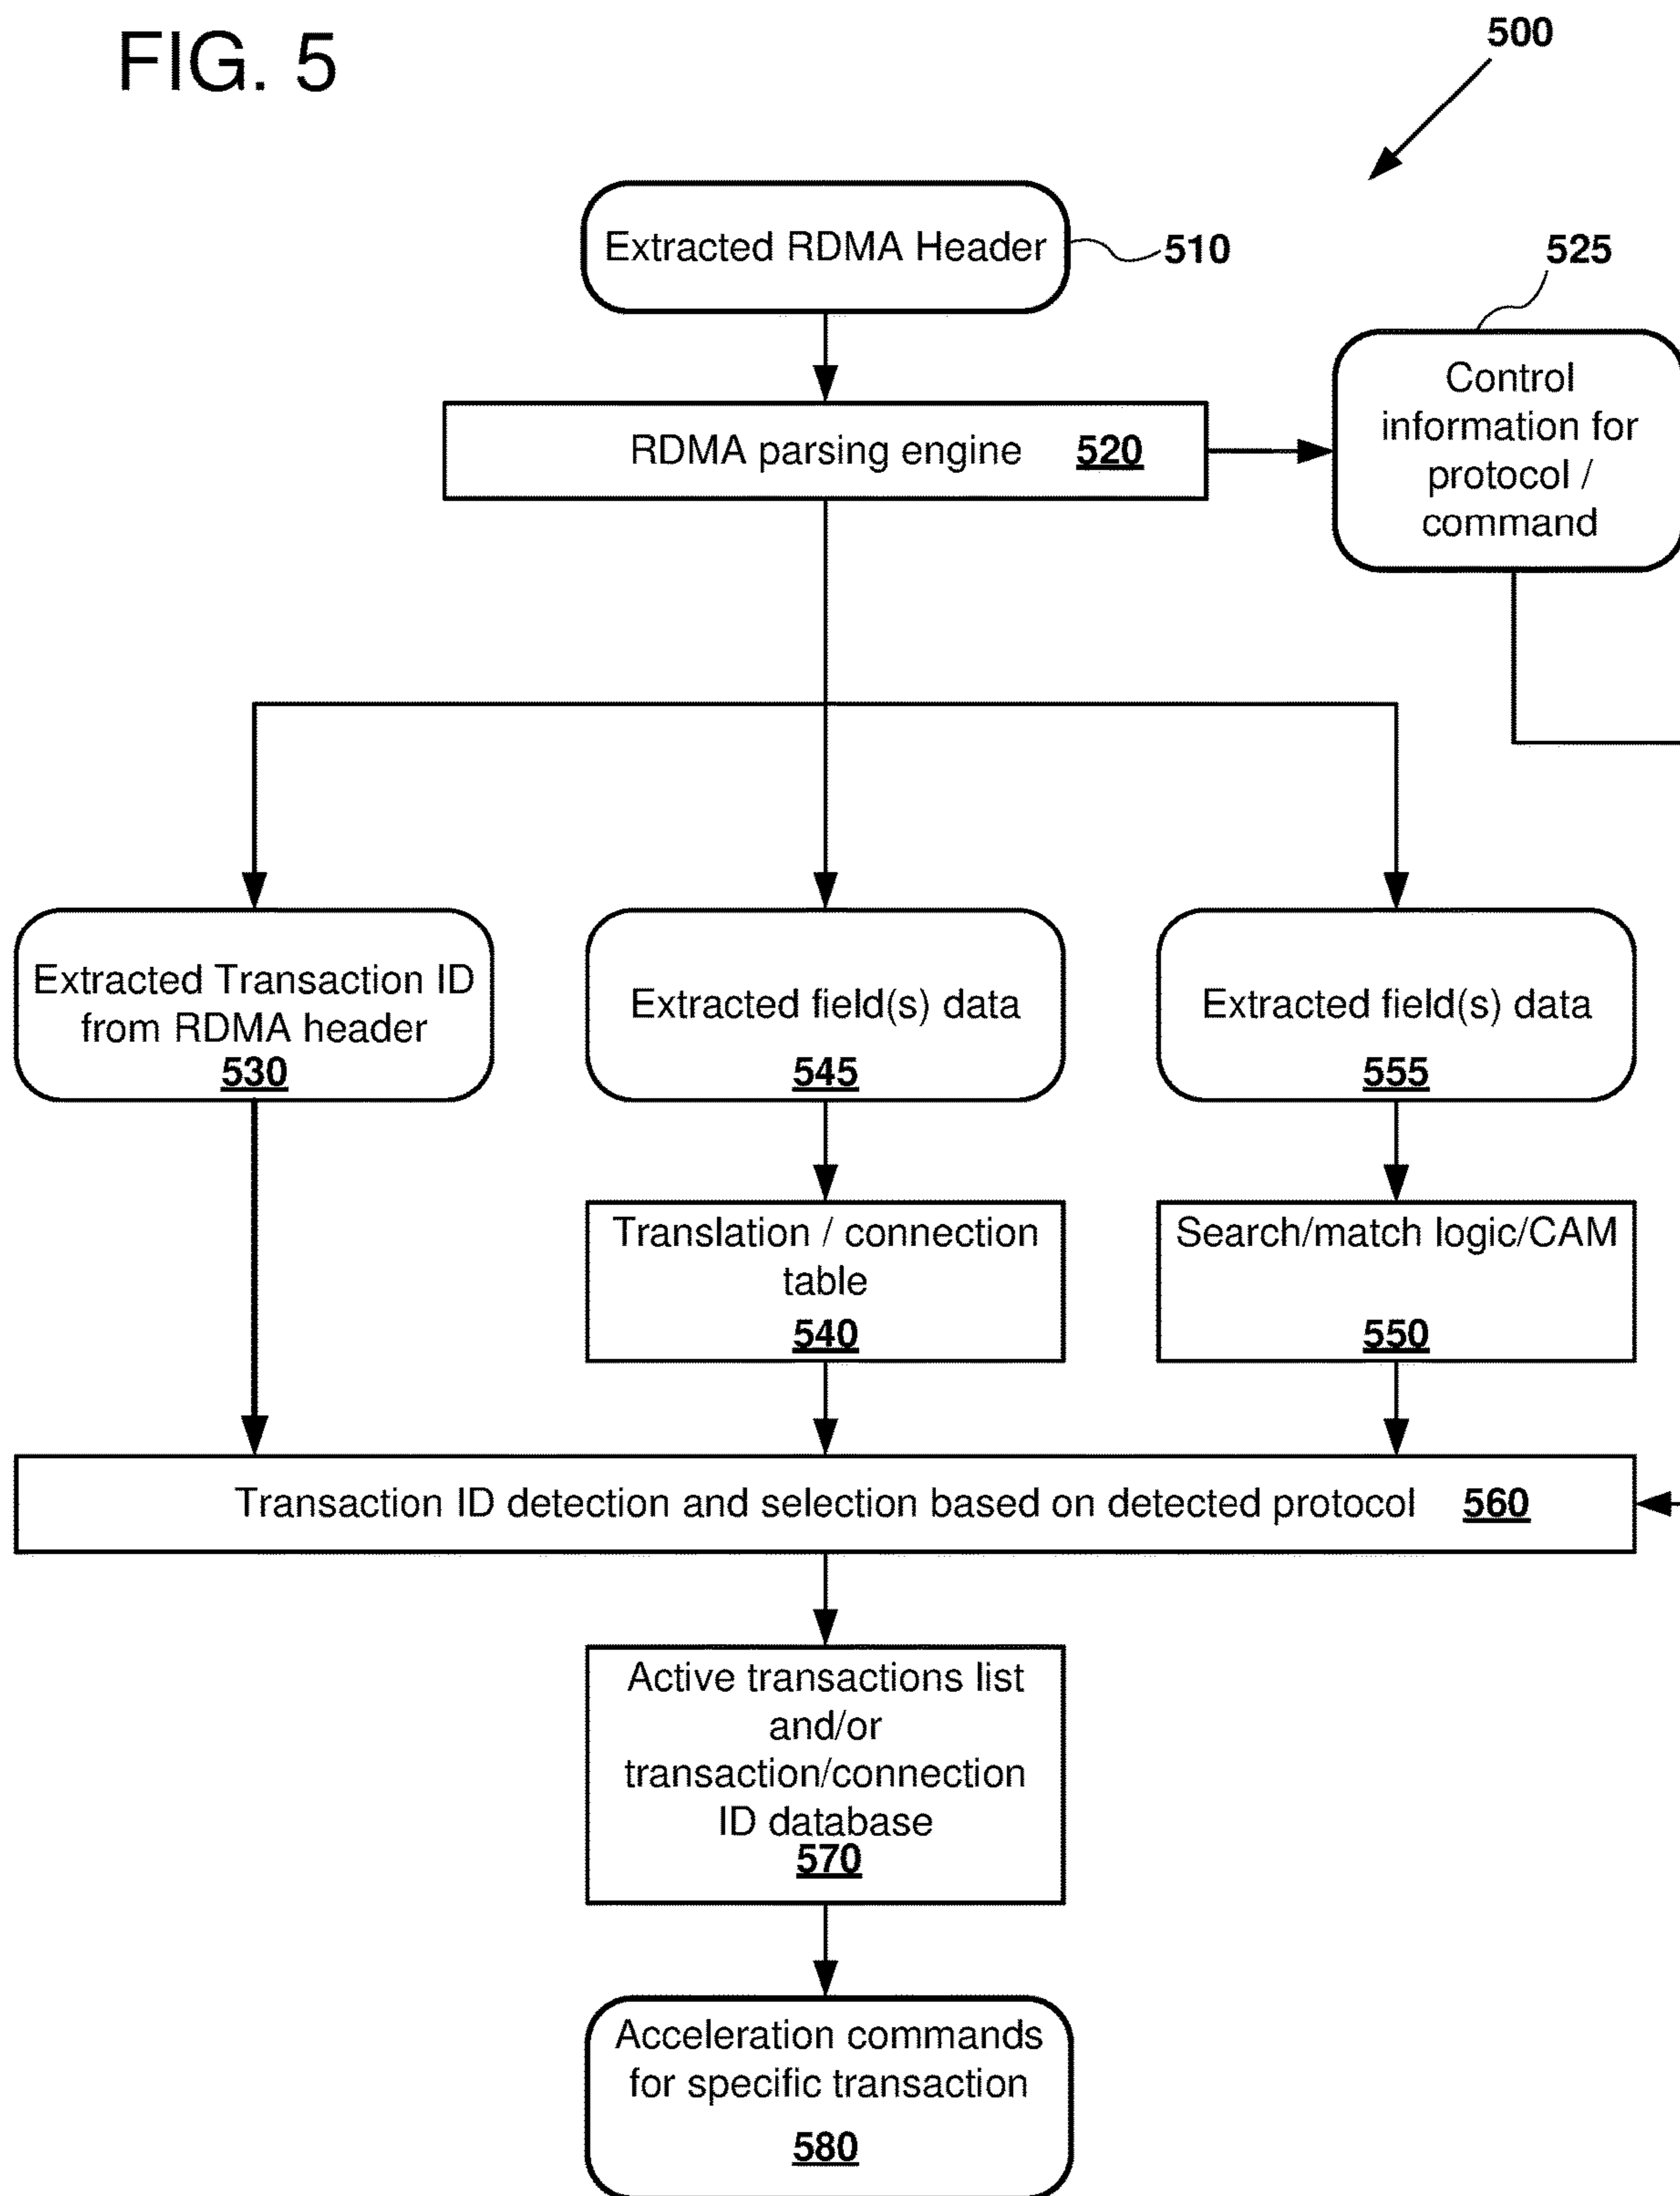 FIG. 5
500
Extracted RDMA Header
510
525
Control
information for
protocol /
command
RDMA parsing engine 520
Extracted Transaction ID
from RDMA header
530
Extracted field(s) data
545
Extracted field(s) data
555
Translation / connection
table
540
Search/match logic/CAM
550
Transaction ID detection and selection based on detected protocol 560
Active transactions list
and/or
transaction/connection
ID database
570
Acceleration commands
for specific transaction
580